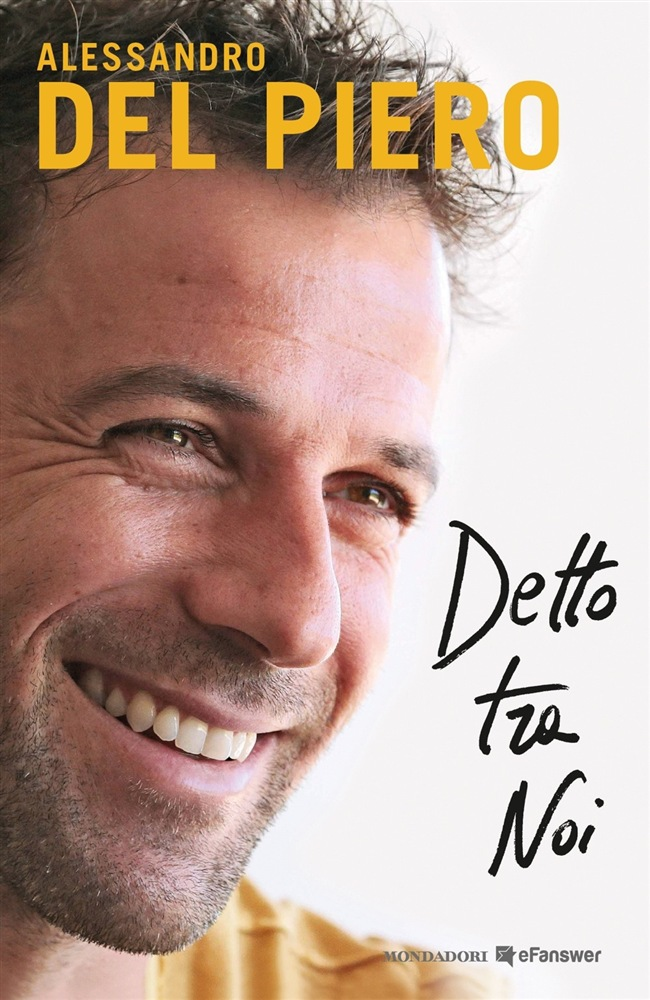 ALESSANDRO
DEL PIERO
Detto
tra
Noi
MONDADORI eFanswer